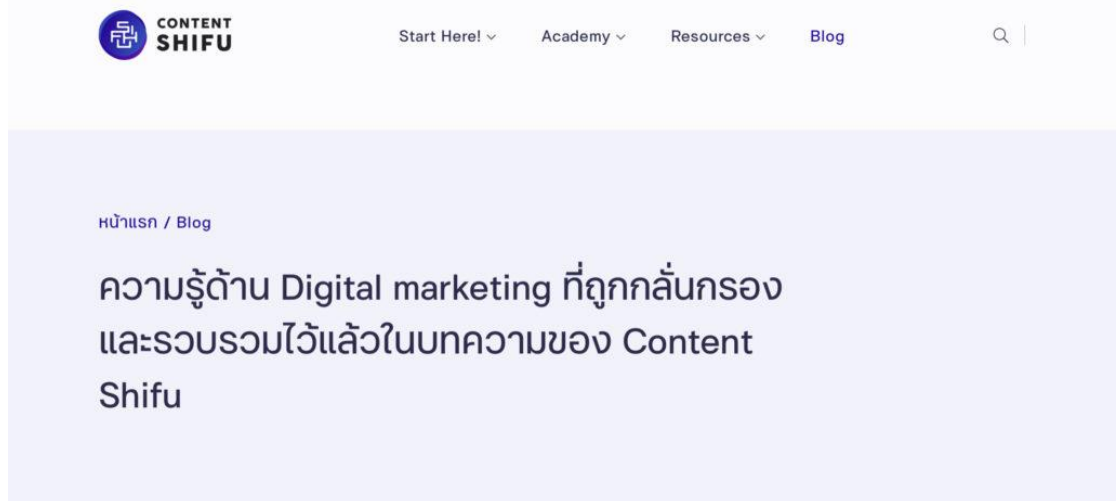 CONTENT
SHIFU
Start Here! Academy Resources Blog
หน้าแรก / Blog
ความรู้ด้าน Digital marketing ที่ถูกกลั่นกรอง
และรวบรวมไว้แล้วในบทความของ Content
Shifu